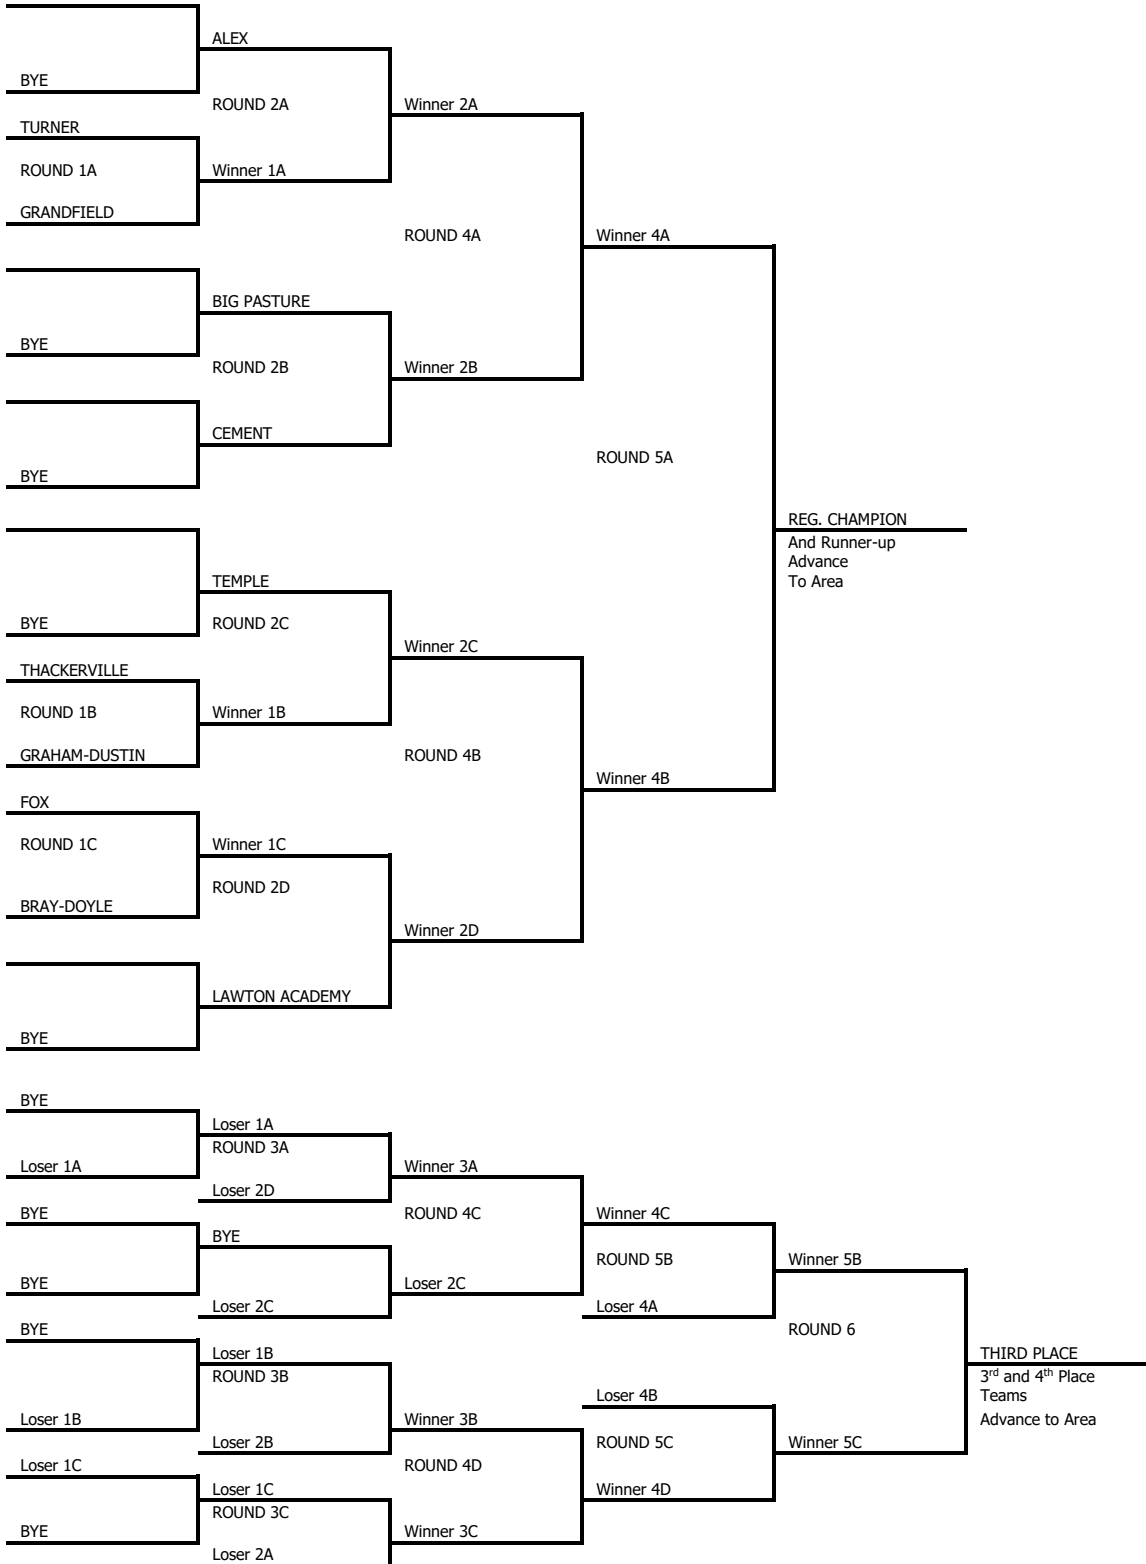 ALEX
BYE
ROUND 2A
Winner 2A
TURNER
ROUND 1A
Winner 1A
GRANDFIELD
ROUND 4A
Winner 4A
BIG PASTURE
BYE
ROUND 2B
Winner 2B
CEMENT
ROUND 5A
BYE
REG. CHAMPION
And Runner-up
Advance
To Area
TEMPLE
BYE
ROUND 2C
Winner 2C
THACKERVILLE
ROUND 1B
Winner 1B
GRAHAM-DUSTIN
ROUND 4B
Winner 4B
FOX
ROUND 1C
Winner 1C
ROUND 2D
BRAY-DOYLE
Winner 2D
LAWTON ACADEMY
BYE
BYE
Loser 1A
ROUND 3A
Loser 1A
Winner 3A
Loser 2D
BYE
ROUND 4C
Winner 4C
BYE
ROUND 5B
Winner 5B
BYE
Loser 2C
Loser 2C
Loser 4A
BYE
ROUND 6
Loser 1B
THIRD PLACE
ROUND 3B
3rd and 4th Place
Teams
Advance to Area
Loser 4B
Loser 1B
Winner 3B
Loser 2B
ROUND 5C
Winner 5C
Loser 1C
ROUND 4D
Loser 1C
Winner 4D
ROUND 3C
BYE
Winner 3C
Loser 2A